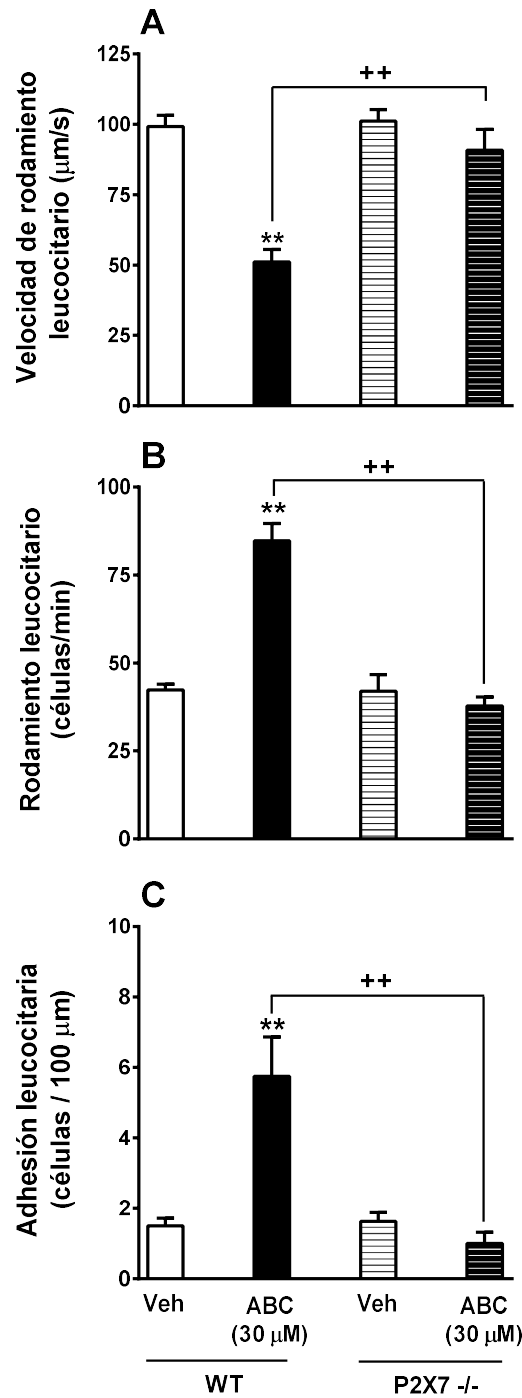 A
Velocidad de rodamiento
leucocitario (μm/s)
125
100
75
50
25
0
**
++
B
Rodamiento leucocitario
(células/min)
100
75
50
25
0
**
++
C
Adhesión leucocitaria
(células / 100 μm)
10
8
6
4
2
0
**
++
Veh ABC Veh ABC
(30 μM) (30 μM)
WT P2X7 -/-